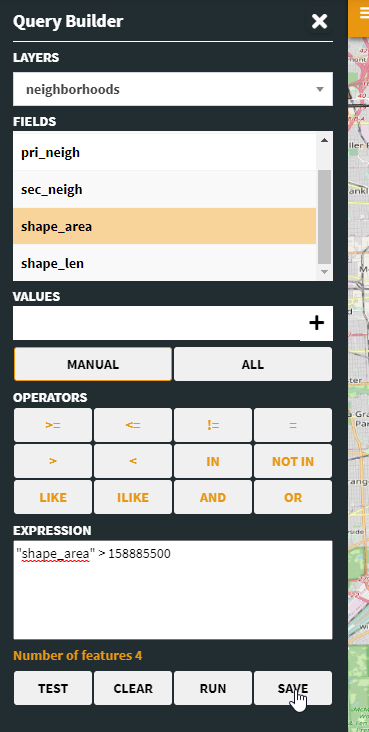 Query Builder
LAYERS
neighborhoods
FIELDS
pri_neigh
sec_neigh
shape_area
shape_len
VALUES
+
MANUAL ALL
OPERATORS
>= <= != =
> < IN NOT IN
LIKE ILIKE AND OR
EXPRESSION
"shape_area" > 158885500
Number of features 4
TEST CLEAR RUN SAVE